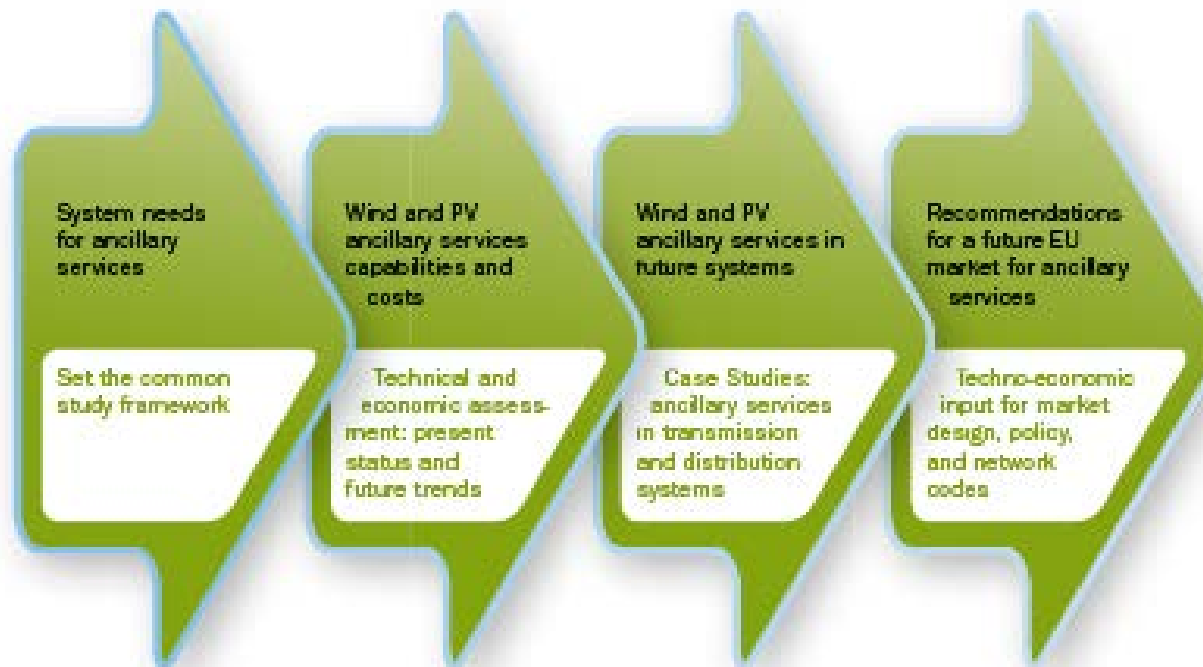 System needs
for ancillary
services
Set the common
study framework
Wind and PV
ancillary services
capabilities and
costs
Technical and
economic assess-
ment: present
status and
future trends
Wind and PV
ancillary services in
future systems
Case Studies:
ancillary services
in transmission
and distribution
systems
Recommendations
for a future EU
market for ancillary
services
Techno-economic
input for market
design, policy,
and network
codes